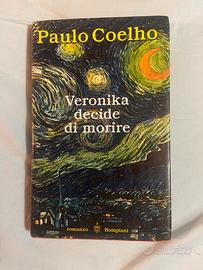 Paulo Coelho
Veronika
decide
di morire
romanzo Bompiani